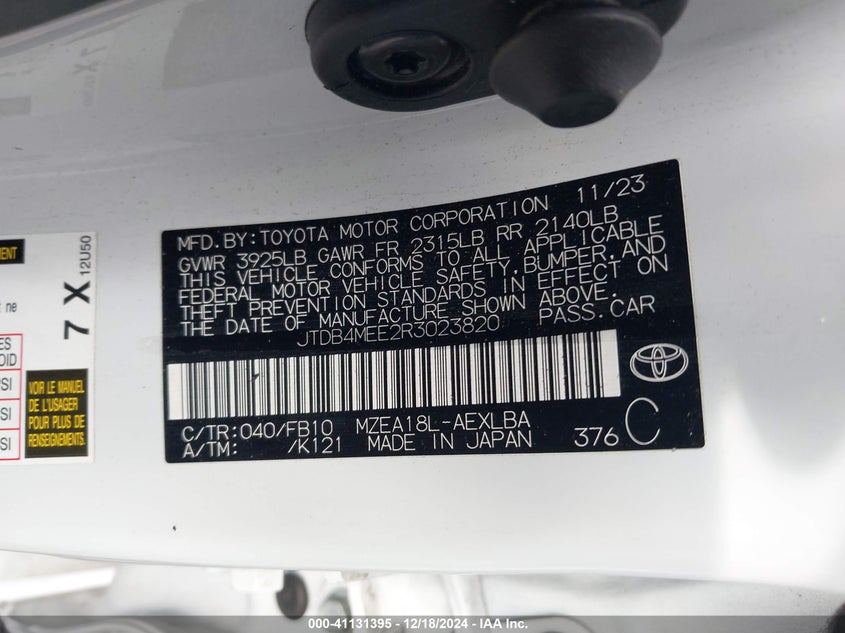 MFD. BY: TOYOTA MOTOR CORPORATION 11/23
GVWR 3925LB GAWR FR 2315LB RR 2140LB
THIS VEHICLE CONFORMS TO ALL APPLICABLE
FEDERAL MOTOR VEHICLE SAFETY, BUMPER, AND
THEFT PREVENTION STANDARDS IN EFFECT ON
THE DATE OF MANUFACTURE SHOWN ABOVE.
JTDB4MEE2R3023820 PASS. CAR
C/TR: 040/FB10 MZEA18L-AEXLBA
A/TM: /K121 MADE IN JAPAN 376 C
7 X
12U50
ne
VOIR LE MANUEL
DE L'USAGER
POUR PLUS DE
RENSEIGNEMENTS.
000-41131395 - 12/18/2024 - IAA Inc.